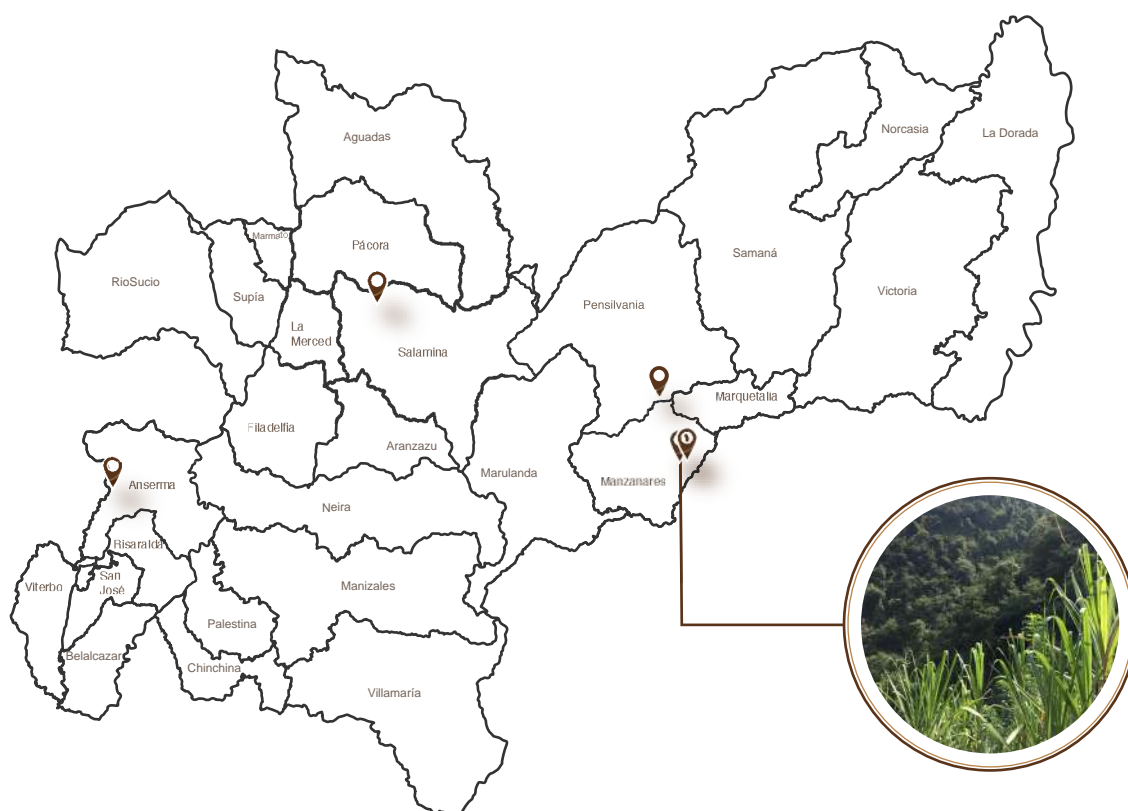 Aguadas
Norcasia
La Dorada
Marmato
Pácora
Samaná
RioSucio
Supía
Victoria
Pensilvania
La
Merced
Salamina
Marquetalia
Filadelfia
Aranzazu
Marulanda
Manzanares
Anserma
Neira
Risaralda
San
José
Viterbo
Manizales
Palestina
Belalcazar
Chinchina
Villamaría